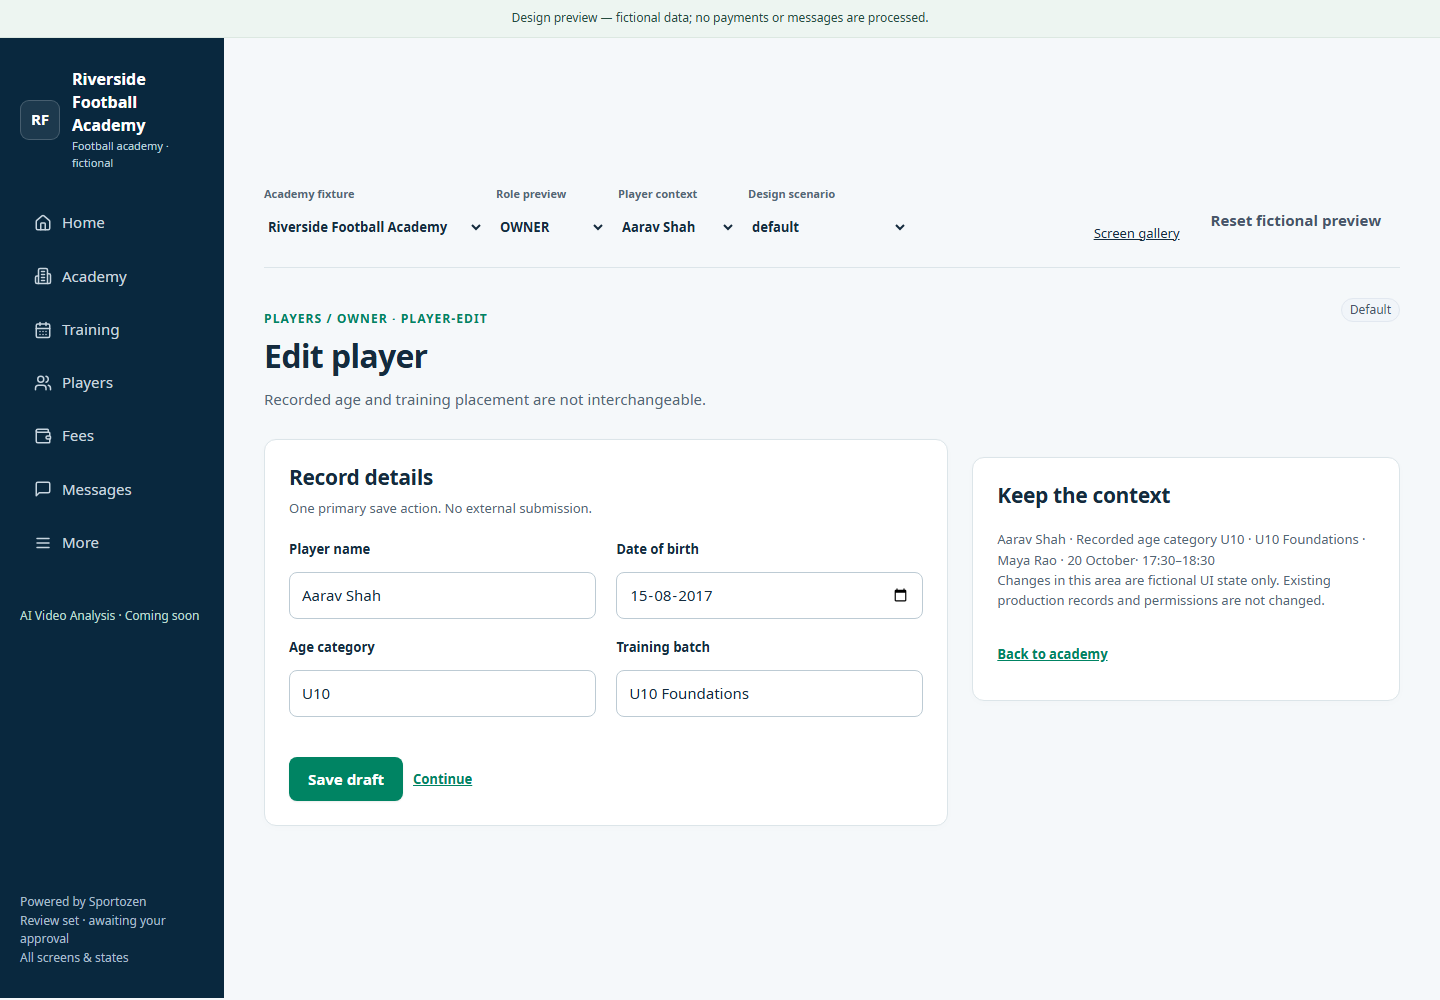 Design preview — fictional data; no payments or messages are processed.
RF
Riverside
Football
Academy
Football academy ·
fictional
Home
Academy
Training
Players
Fees
Messages
More
AI Video Analysis · Coming soon
Powered by Sportozen
Review set · awaiting your
approval
All screens & states
Academy fixture
Riverside Football Academy
Role preview
OWNER
Player context
Aarav Shah
Design scenario
default
Screen gallery
Reset fictional preview
PLAYERS / OWNER · PLAYER-EDIT
Default
Edit player
Recorded age and training placement are not interchangeable.
Record details
One primary save action. No external submission.
Player name
Aarav Shah
Date of birth
15-08-2017
Age category
U10
Training batch
U10 Foundations
Save draft
Continue
Keep the context
Aarav Shah · Recorded age category U10 · U10 Foundations ·
Maya Rao · 20 October· 17:30–18:30
Changes in this area are fictional UI state only. Existing
production records and permissions are not changed.
Back to academy